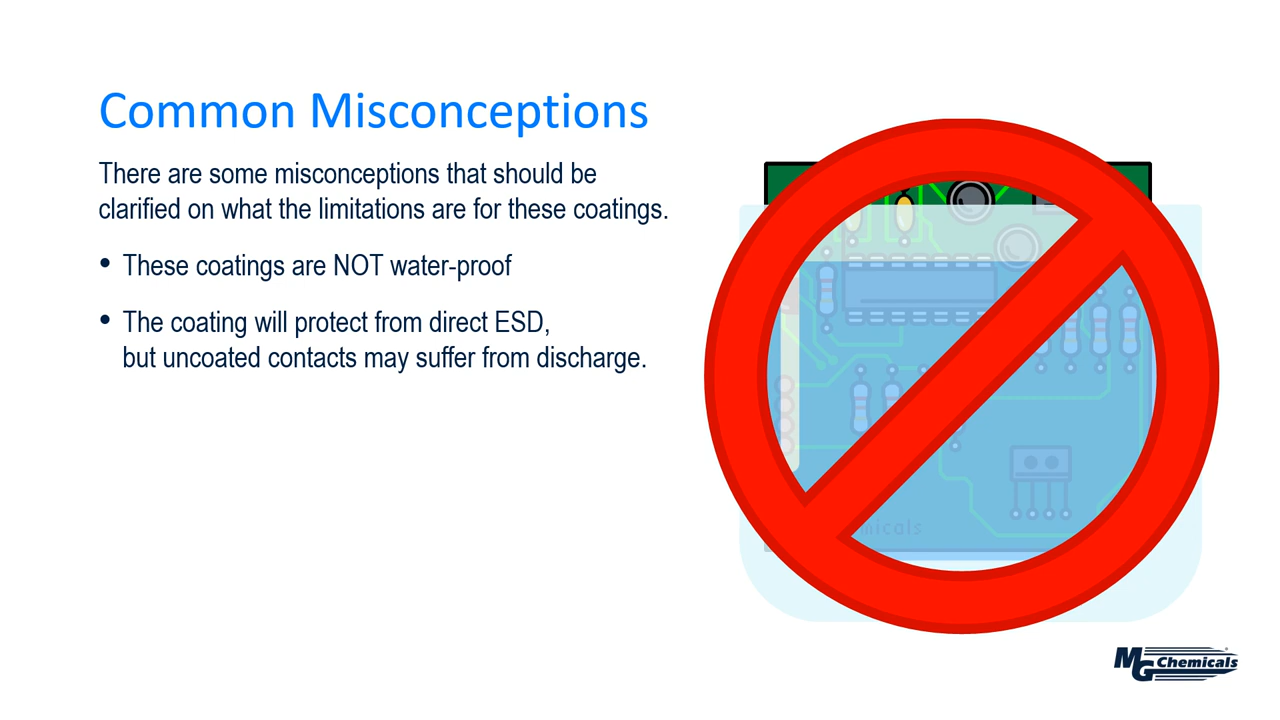 Common Misconceptions
There are some misconceptions that should be
clarified on what the limitations are for these coatings.
• These coatings are NOT water-proof
• The coating will protect from direct ESD,
but uncoated contacts may suffer from discharge.
MG Chemicals